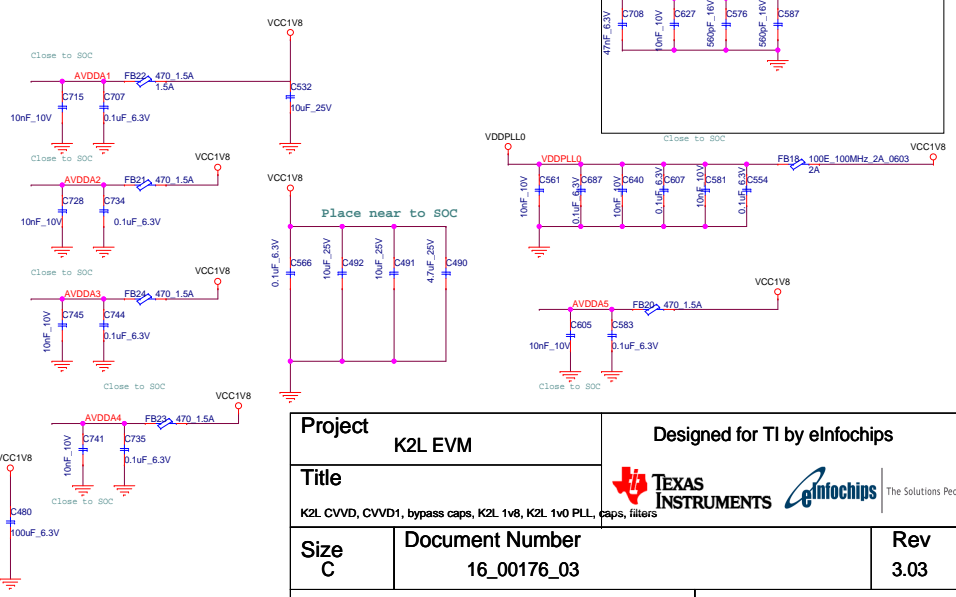 C708
C627
C576
C587
47nF_6.3V
10nF_10V
560pF_16V
560pF_16V
VCC1V8
Close to SOC
AVDDA1
FB22
470_1.5A
1.5A
C715
C707
10nF_10V
0.1uF_6.3V
C532
10uF_25V
Close to SOC
VCC1V8
AVDDA2
FB21
470_1.5A
C728
C734
10nF_10V
0.1uF_6.3V
VCC1V8
Place near to SOC
0.1uF_6.3V
C566
10uF_25V
C492
10uF_25V
C491
4.7uF_25V
C490
VDDPLL0
Close to SOC
VCC1V8
VDDPLL0
FB18
100E_100MHz_2A_0603
2A
10nF_10V
C561
0.1uF_6.3V
C687
10nF_10V
C640
0.1uF_6.3V
C607
10nF_10V
C581
0.1uF_6.3V
C554
Close to SOC
VCC1V8
AVDDA3
FB24
470_1.5A
C745
C744
10nF_10V
0.1uF_6.3V
VCC1V8
AVDDA5
FB20
470_1.5A
C605
C583
10nF_10V
0.1uF_6.3V
Close to SOC
Close to SOC
VCC1V8
AVDDA4
FB23
470_1.5A
C741
C735
10nF_10V
0.1uF_6.3V
Close to SOC
VCC1V8
C480
100uF_6.3V
Project
K2L EVM
Designed for TI by eInfochips
Title
K2L CVVD, CVVD1, bypass caps, K2L 1v8, K2L 1v0 PLL, caps, filters
TEXAS
INSTRUMENTS
eInfochips
The Solutions Peo
Size
C
Document Number
16_00176_03
Rev
3.03